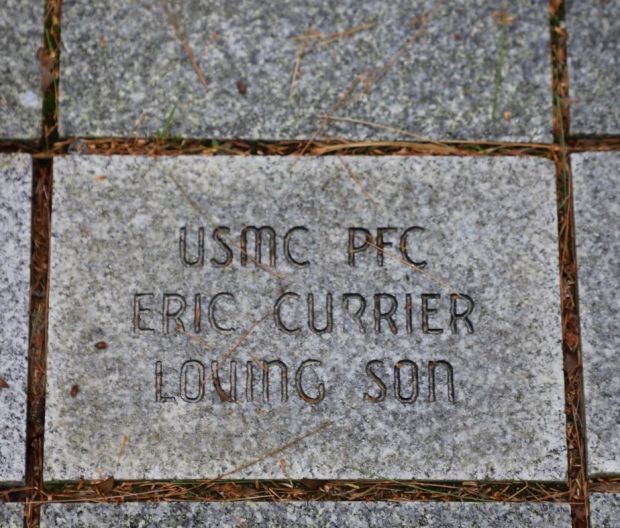 USMC PFC
ERIC CURRIER
LOVING SON